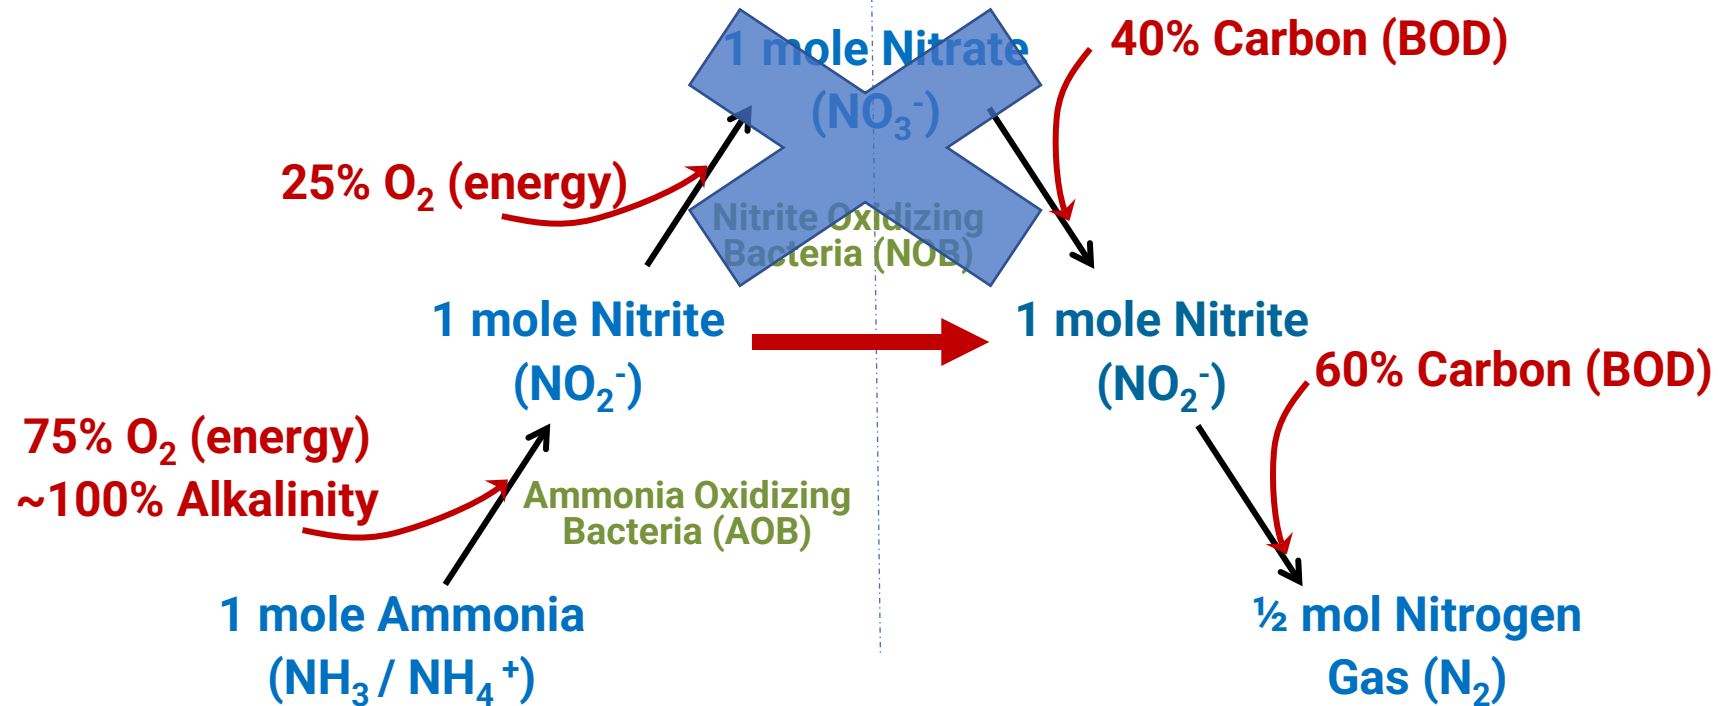 1 mole Nitrate
(NO₃⁻)
40% Carbon (BOD)
25% O₂ (energy)
Nitrite Oxidizing
Bacteria (NOB)
1 mole Nitrite
(NO₂⁻)
1 mole Nitrite
(NO₂⁻)
60% Carbon (BOD)
75% O₂ (energy)
~100% Alkalinity
Ammonia Oxidizing
Bacteria (AOB)
1 mole Ammonia
(NH₃ / NH₄⁺)
½ mol Nitrogen
Gas (N₂)